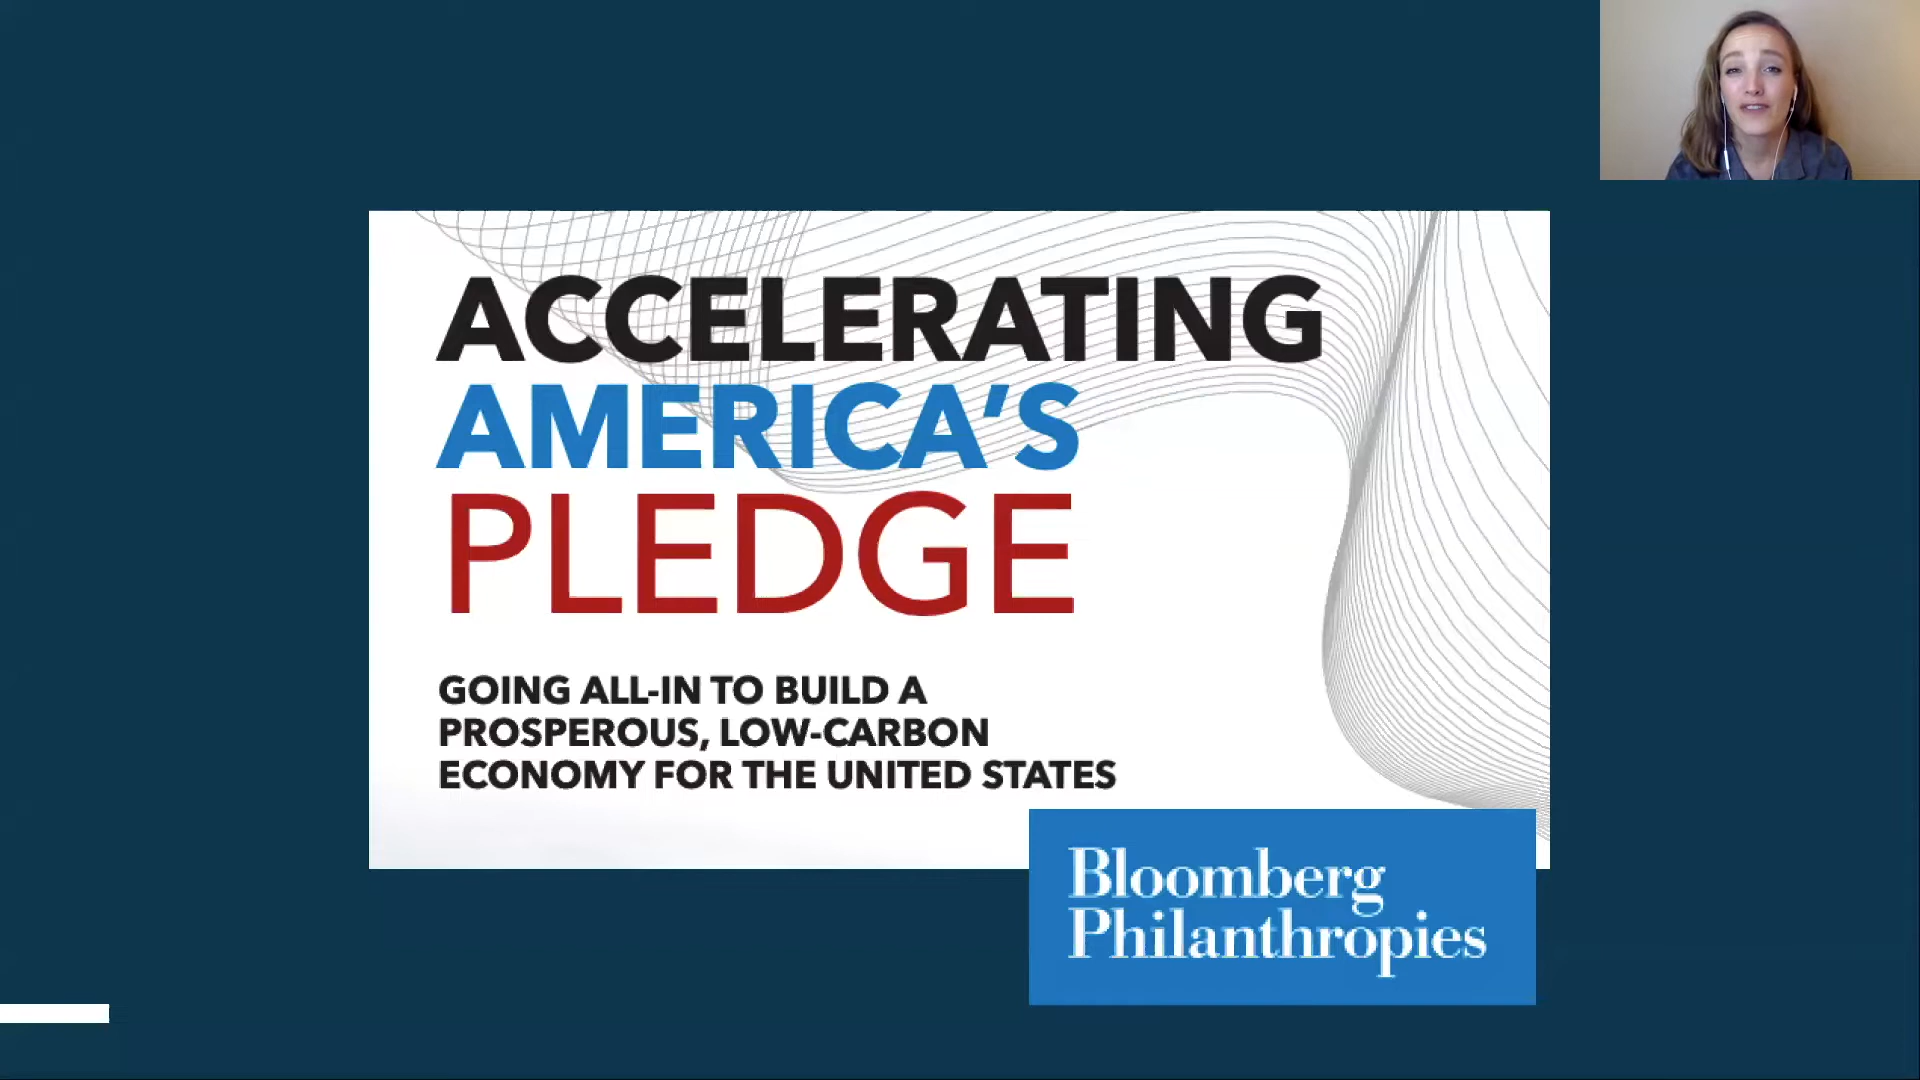 ACCELERATING
AMERICA’S
PLEDGE
GOING ALL-IN TO BUILD A
PROSPEROUS, LOW-CARBON
ECONOMY FOR THE UNITED STATES
Bloomberg
Philanthropies